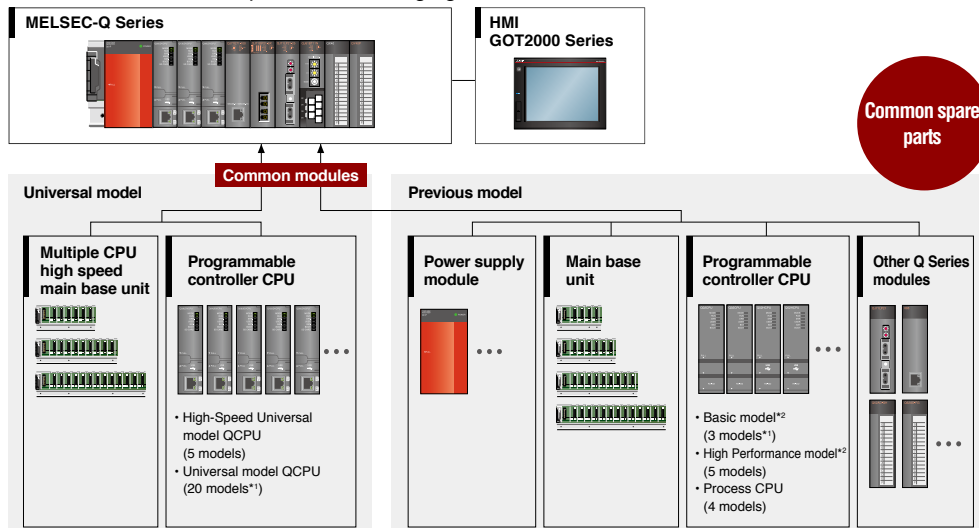 MELSEC-Q Series
HMI
GOT2000 Series
Common spare
parts
Common modules
Universal model
Previous model
Multiple CPU
high speed
main base unit
Programmable
controller CPU
• High-Speed Universal
model QCPU
(5 models)
• Universal model QCPU
(20 models*1)
Power supply
module
Main base
unit
Programmable
controller CPU
• Basic model*2
(3 models*1)
• High Performance model*2
(5 models)
• Process CPU
(4 models)
Other Q Series
modules